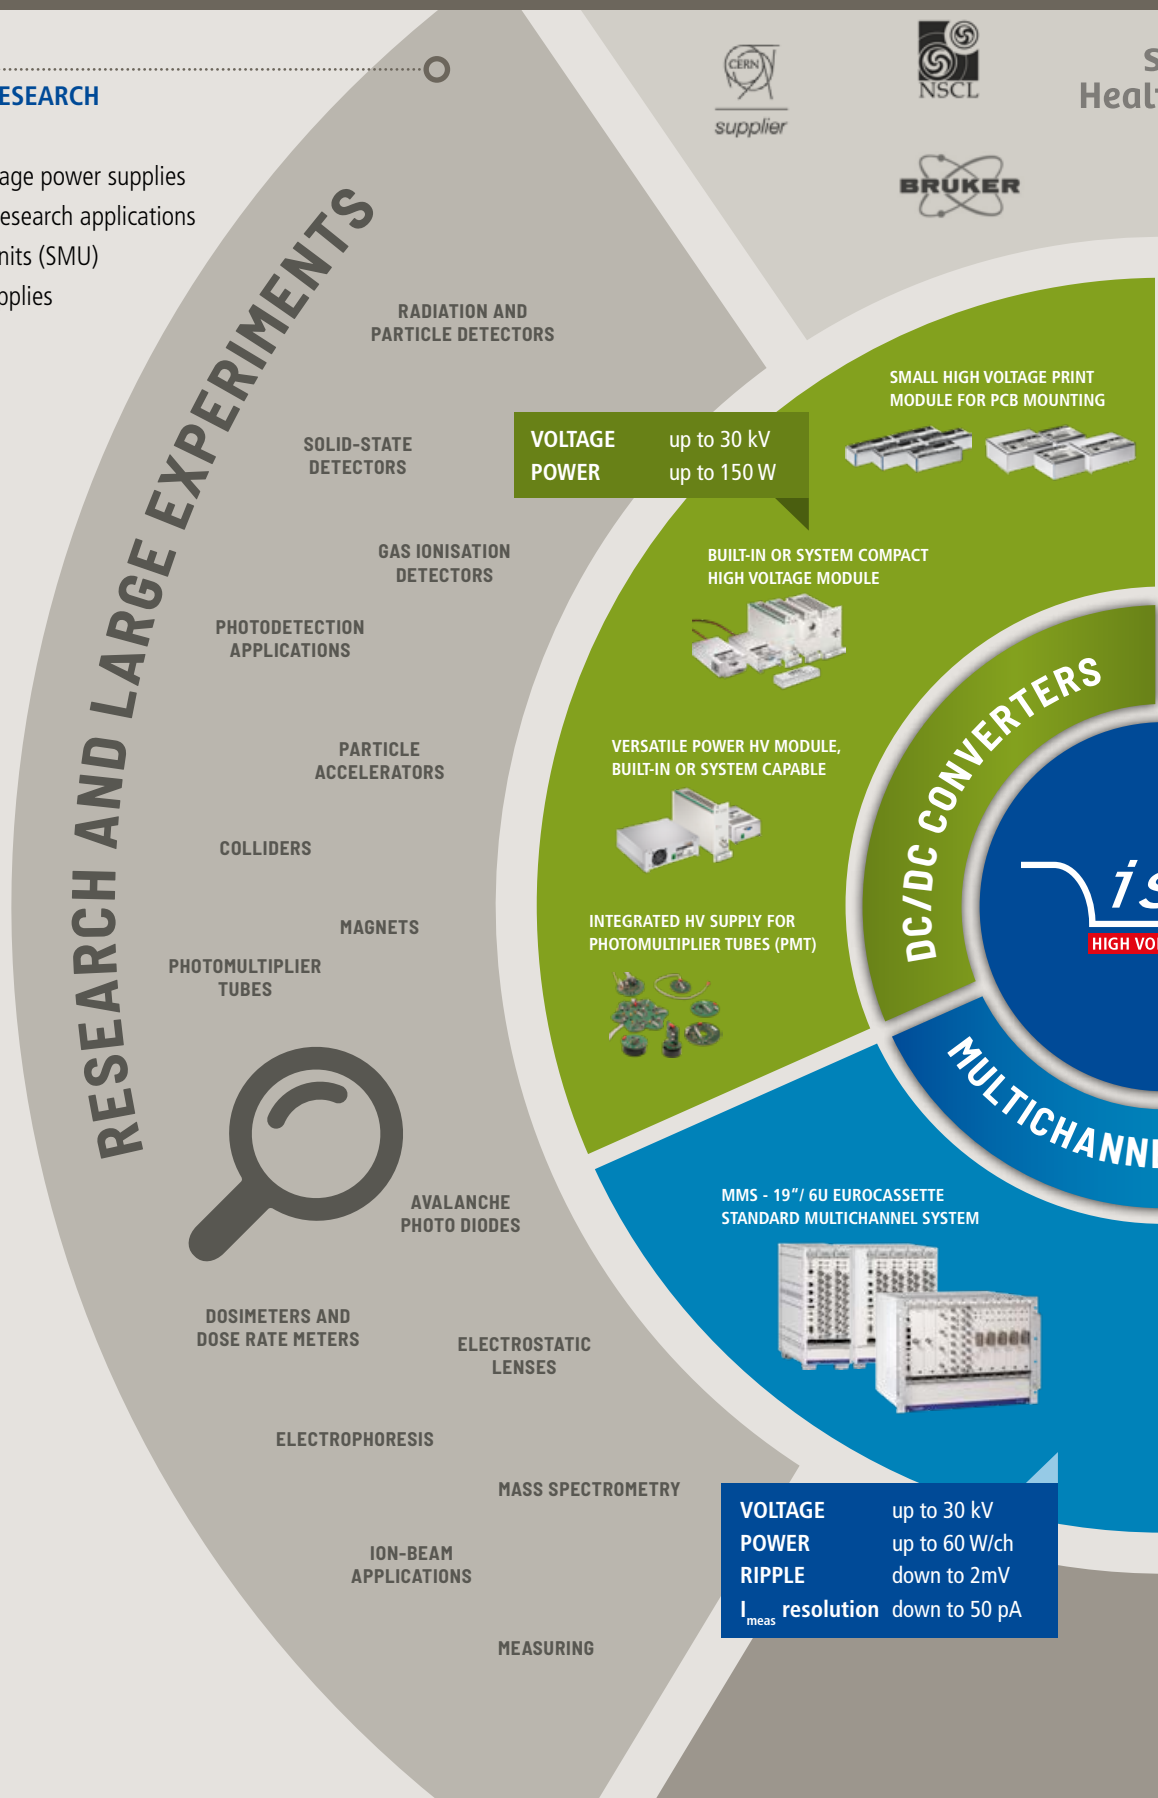 ESEARCH
age power supplies
esearch applications
nits (SMU)
pplies
RESEARCH AND LARGE EXPERIMENTS
RADIATION AND
PARTICLE DETECTORS
SOLID-STATE
DETECTORS
GAS IONISATION
DETECTORS
PHOTODETECTION
APPLICATIONS
PARTICLE
ACCELERATORS
COLLIDERS
MAGNETS
PHOTOMULTIPLIER
TUBES
AVALANCHE
PHOTO DIODES
DOSIMETERS AND
DOSE RATE METERS
ELECTROSTATIC
LENSES
ELECTROPHORESIS
MASS SPECTROMETRY
ION-BEAM
APPLICATIONS
MEASURING
CERN
supplier
NSCL
S
Healt
BRUKER
SMALL HIGH VOLTAGE PRINT
MODULE FOR PCB MOUNTING
VOLTAGE up to 30 kV
POWER up to 150 W
BUILT-IN OR SYSTEM COMPACT
HIGH VOLTAGE MODULE
VERSATILE POWER HV MODULE,
BUILT-IN OR SYSTEM CAPABLE
INTEGRATED HV SUPPLY FOR
PHOTOMULTIPLIER TUBES (PMT)
DC/DC CONVERTERS
is
HIGH VO
MULTICHANNE
MMS - 19”/ 6U EUROCASSETTE
STANDARD MULTICHANNEL SYSTEM
VOLTAGE up to 30 kV
POWER up to 60 W/ch
RIPPLE down to 2mV
Imeas resolution down to 50 pA